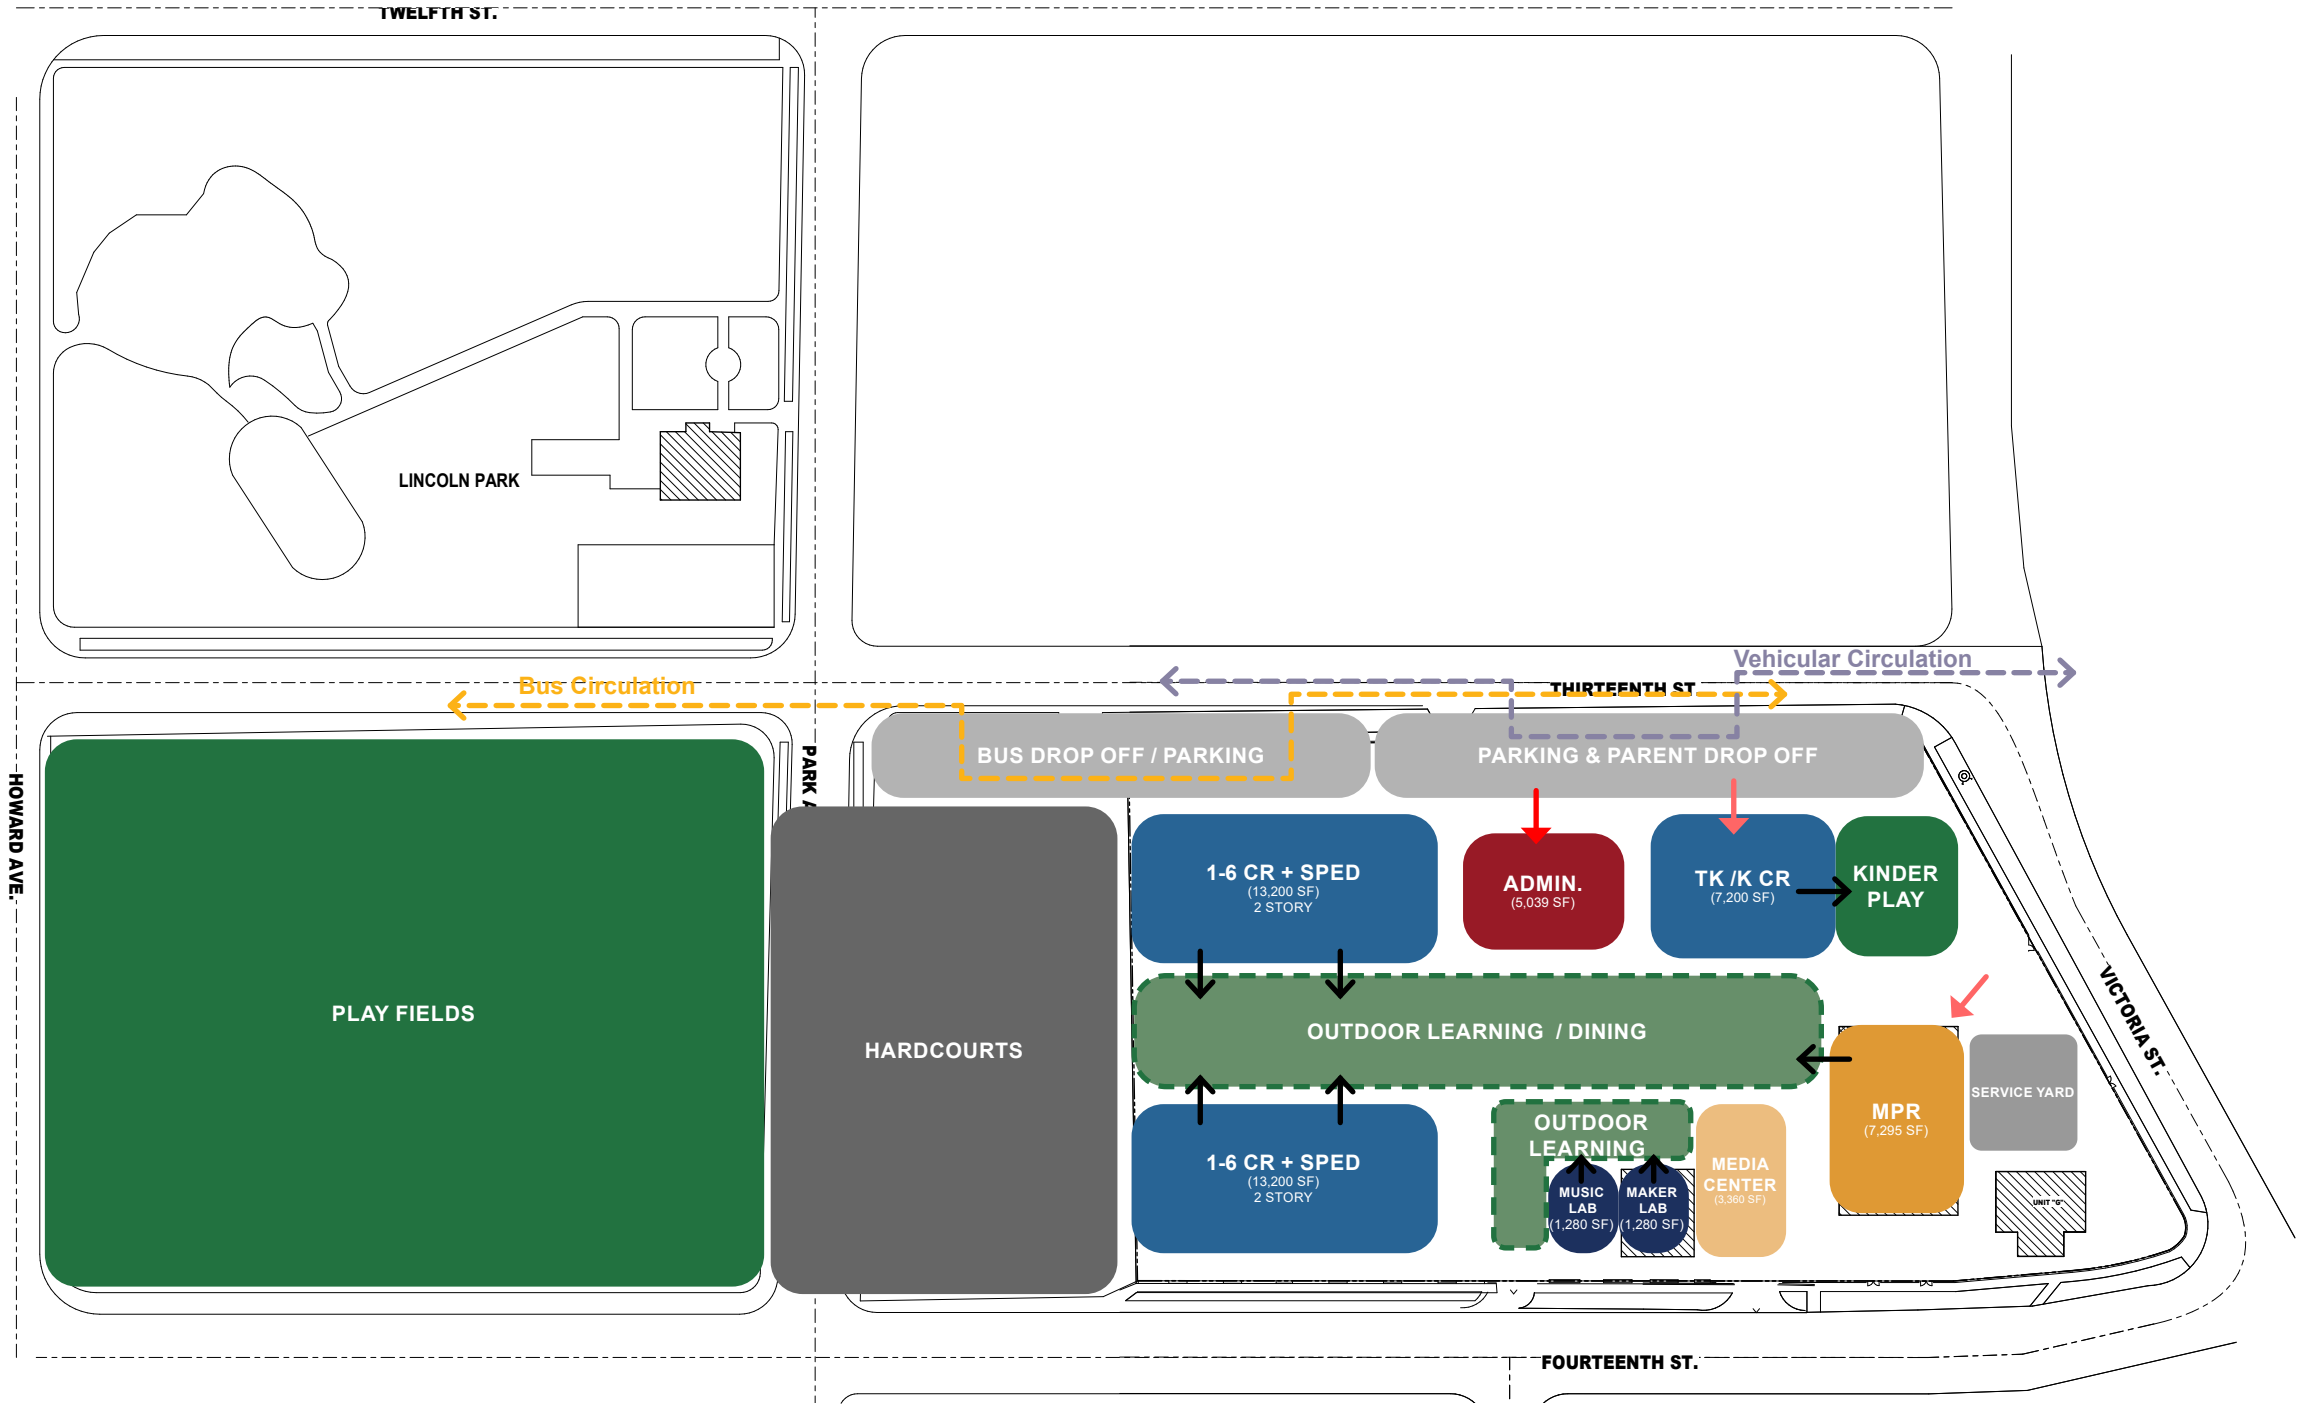 TWELFTH ST.
LINCOLN PARK
Vehicular Circulation
Bus Circulation
THIRTEENTH ST.
BUS DROP OFF / PARKING
PARKING & PARENT DROP OFF
HOWARD AVE.
PARK A
1-6 CR + SPED
(13,200 SF)
2 STORY
ADMIN.
(5,039 SF)
TK /K CR
(7,200 SF)
KINDER
PLAY
PLAY FIELDS
HARDCOURTS
OUTDOOR LEARNING / DINING
VICTORIA ST.
SERVICE YARD
MPR
(7,295 SF)
OUTDOOR
LEARNING
1-6 CR + SPED
(13,200 SF)
2 STORY
MUSIC
LAB
(1,280 SF)
MAKER
LAB
(1,280 SF)
MEDIA
CENTER
(3,360 SF)
UNIT "G"
FOURTEENTH ST.